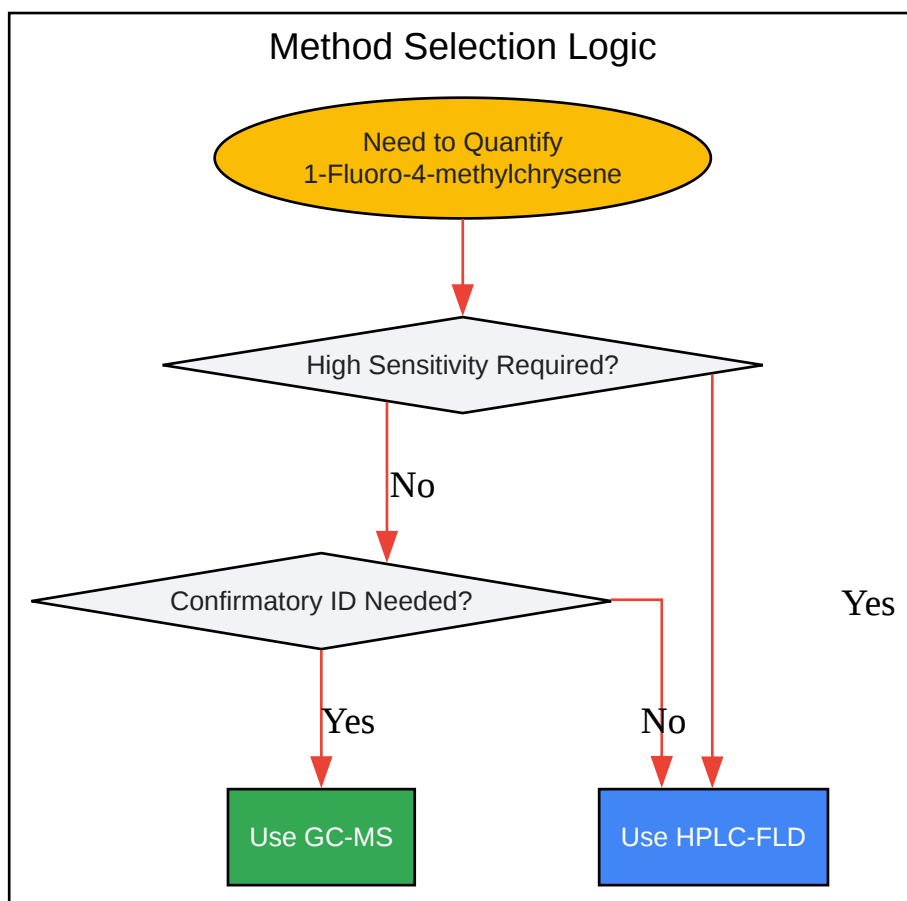 Method Selection Logic
Need to Quantify
1-Fluoro-4-methylchrysene
High Sensitivity Required?
No
Confirmatory ID Needed?
Yes
Yes
No
Use GC-MS
Use HPLC-FLD